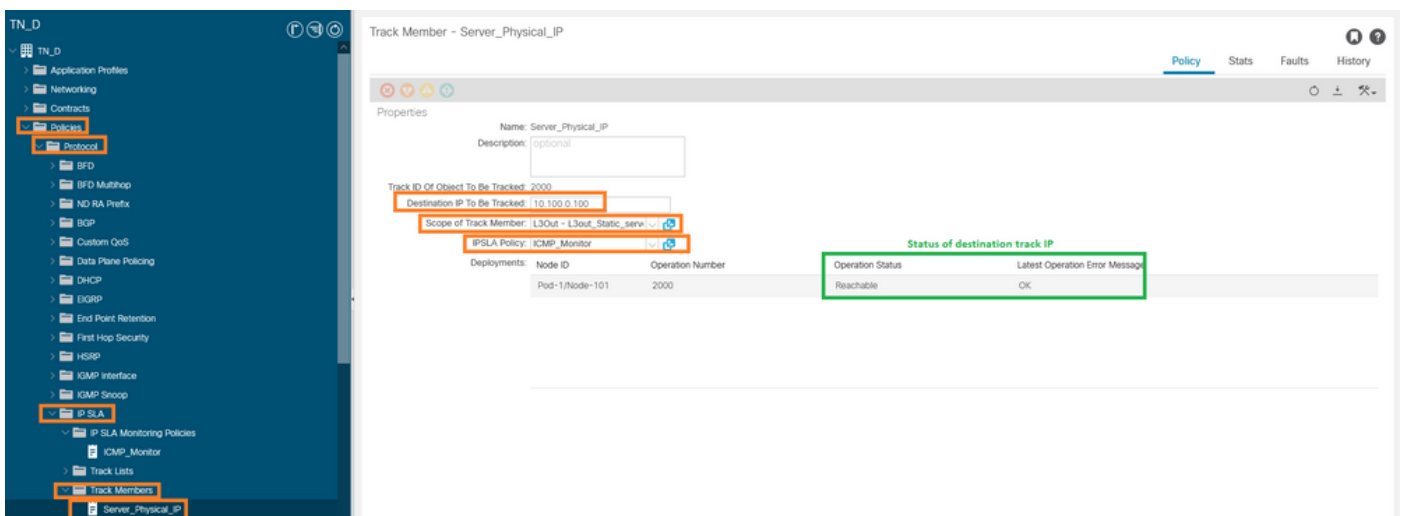 TN_D
TN_D
Application Profiles
Networking
Contracts
Policies
Protocol
BFD
BFD Multihop
ND RA Prefix
BGP
Custom QoS
Data Plane Policing
DHCP
EIGRP
End Point Retention
First Hop Security
HSRP
IGMP Interface
IGMP Snoop
IP SLA
IP SLA Monitoring Policies
ICMP_Monitor
Track Lists
Track Members
Server_Physical_IP
Track Member - Server_Physical_IP
Policy Stats Faults History
Properties
Name: Server_Physical_IP
Description: optional
Track ID Of Object To Be Tracked: 2000
Destination IP To Be Tracked: 10.100.0.100
Scope of Track Member: L3Out - L3out_Static_serve
IPSLA Policy: ICMP_Monitor
Status of destination track IP
Deployments: Node ID Operation Number Operation Status Latest Operation Error Message
Pod-1/Node-101 2000 Reachable OK